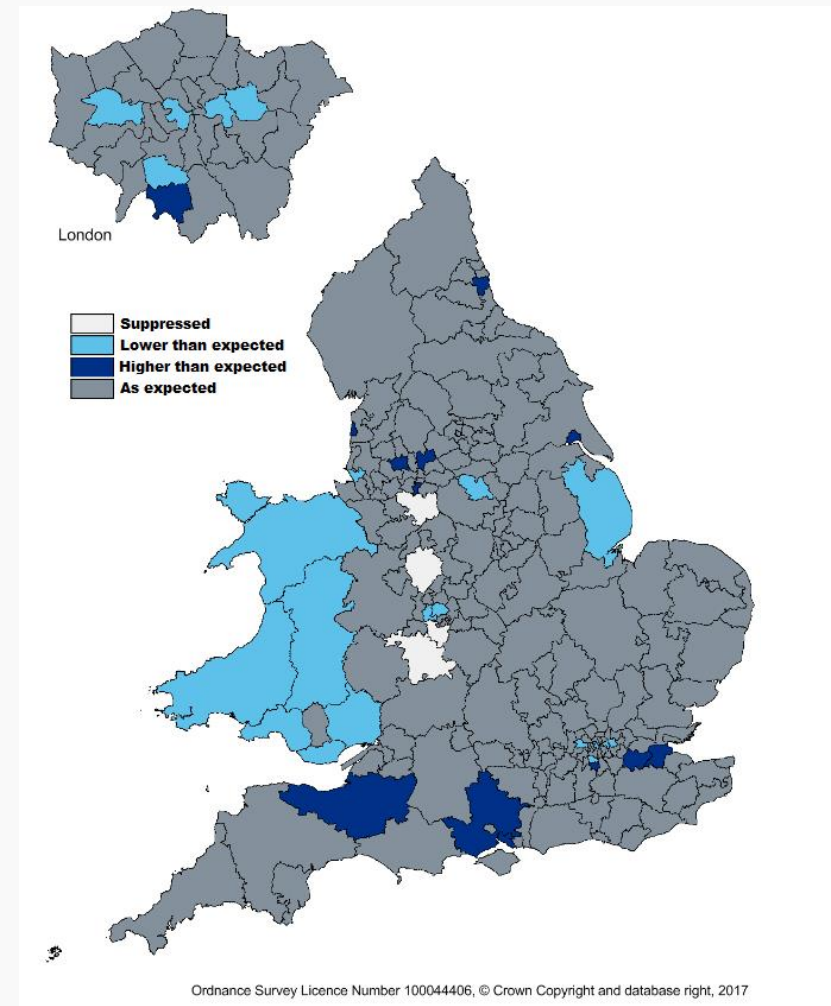 London
Suppressed
Lower than expected
Higher than expected
As expected
Ordnance Survey Licence Number 100044406, © Crown Copyright and database right, 2017